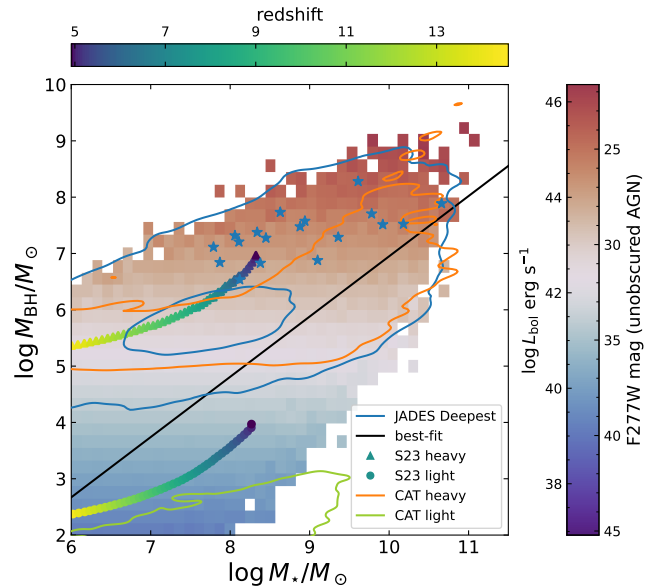 redshift
5 7 9 11 13
10
9
8
7
6
5
4
3
2
log M_BH/M_⊙
6 7 8 9 10 11
log M_⋆/M_⊙
JADES Deepest
best-fit
S23 heavy
S23 light
CAT heavy
CAT light
46
44
42
40
38
log L_bol erg s⁻¹
25
30
35
40
45
F277W mag (unobscured AGN)